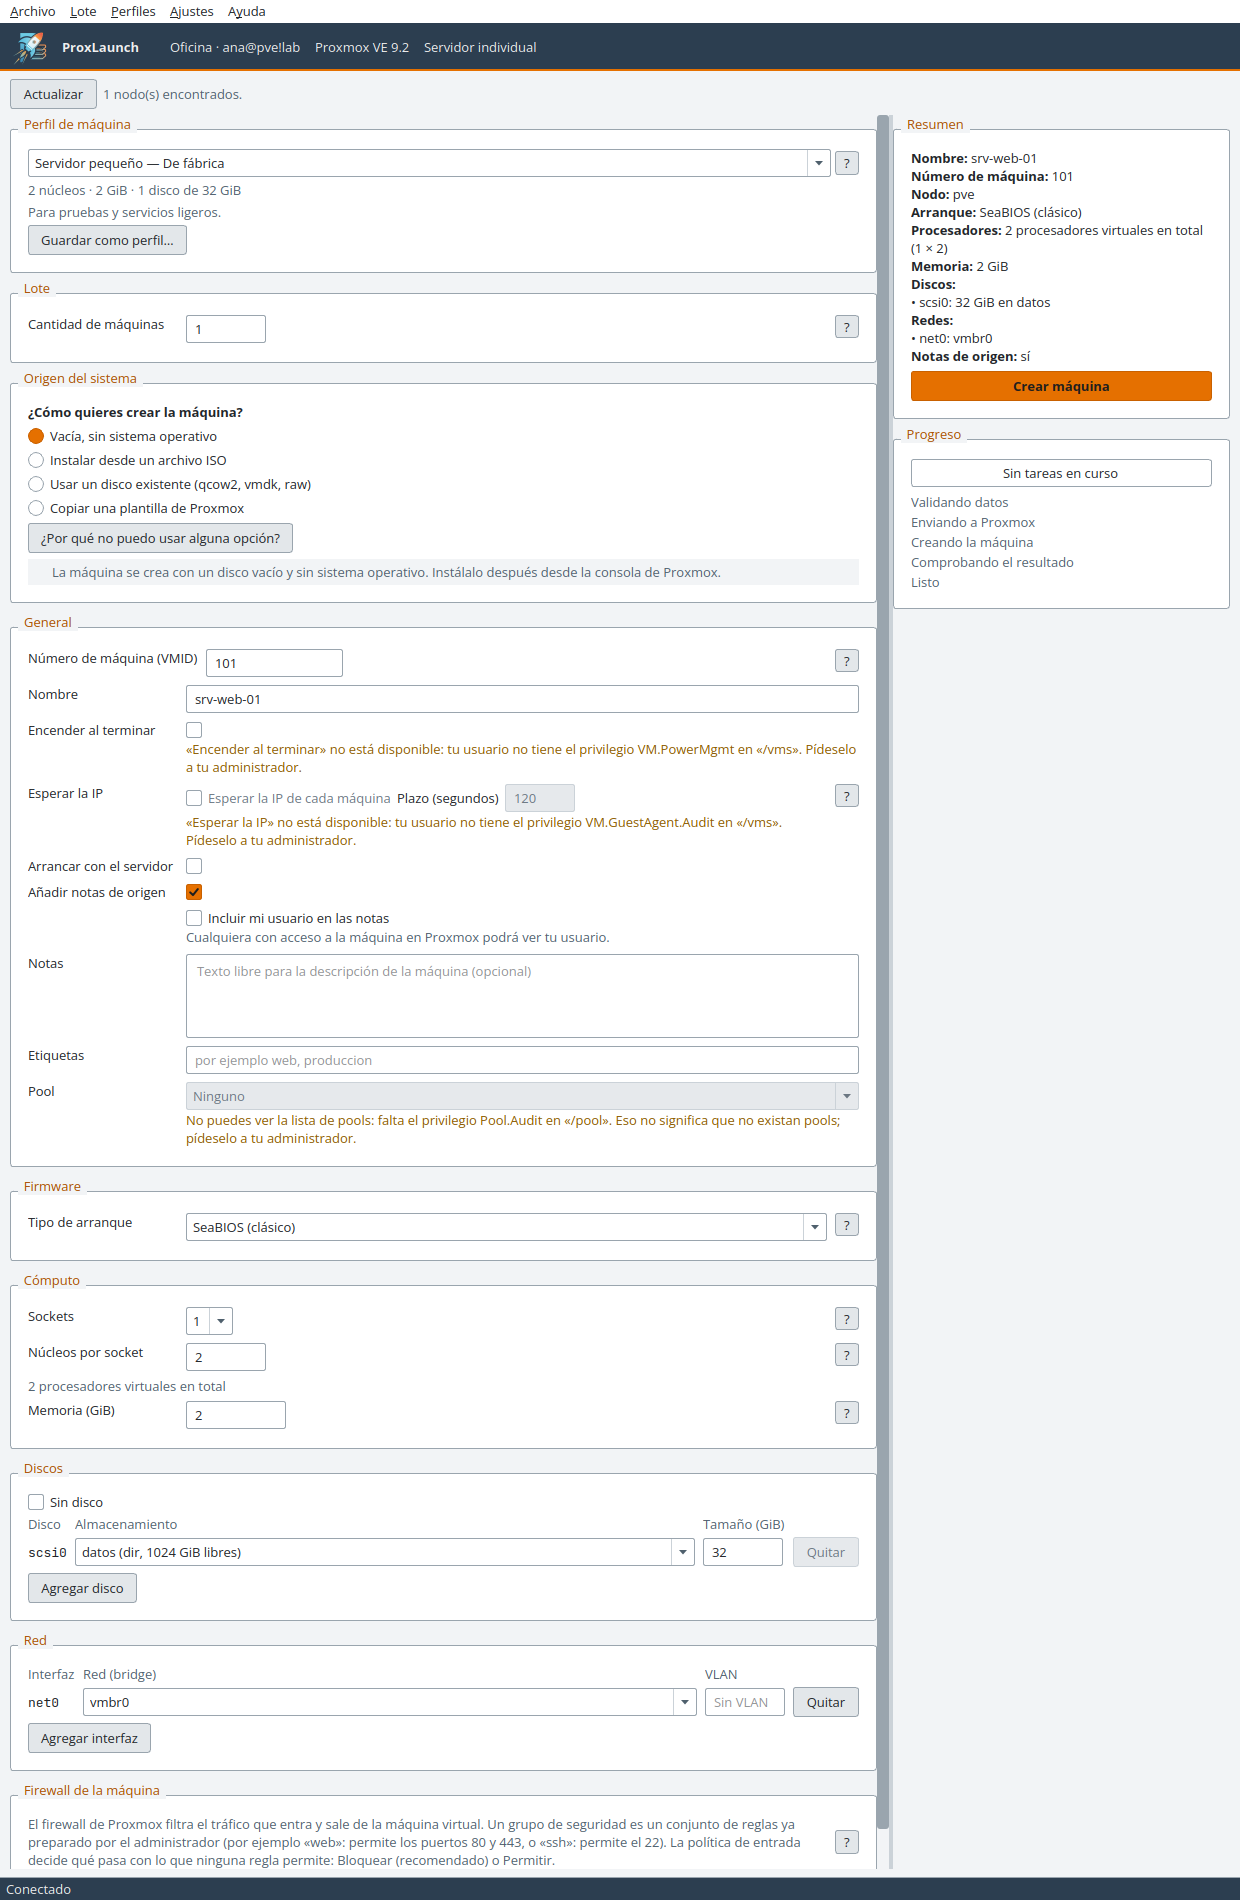 Archivo Lote Perfiles Ajustes Ayuda
ProxLaunch Oficina · ana@pve!lab Proxmox VE 9.2 Servidor individual
Actualizar 1 nodo(s) encontrados.
Perfil de máquina
Servidor pequeño — De fábrica ?
2 núcleos · 2 GiB · 1 disco de 32 GiB
Para pruebas y servicios ligeros.
Guardar como perfil...
Lote
Cantidad de máquinas 1 ?
Origen del sistema
¿Cómo quieres crear la máquina?
Vacía, sin sistema operativo
Instalar desde un archivo ISO
Usar un disco existente (qcow2, vmdk, raw)
Copiar una plantilla de Proxmox
¿Por qué no puedo usar alguna opción?
La máquina se crea con un disco vacío y sin sistema operativo. Instálalo después desde la consola de Proxmox.
General
Número de máquina (VMID) 101 ?
Nombre srv-web-01
Encender al terminar
«Encender al terminar» no está disponible: tu usuario no tiene el privilegio VM.PowerMgmt en «/vms». Pídeselo
a tu administrador.
Esperar la IP Esperar la IP de cada máquina Plazo (segundos) 120 ?
«Esperar la IP» no está disponible: tu usuario no tiene el privilegio VM.GuestAgent.Audit en «/vms».
Pídeselo a tu administrador.
Arrancar con el servidor
Añadir notas de origen
Incluir mi usuario en las notas
Cualquiera con acceso a la máquina en Proxmox podrá ver tu usuario.
Notas Texto libre para la descripción de la máquina (opcional)
Etiquetas por ejemplo web, produccion
Pool Ninguno
No puedes ver la lista de pools: falta el privilegio Pool.Audit en «/pool». Eso no significa que no existan pools;
pídeselo a tu administrador.
Firmware
Tipo de arranque SeaBIOS (clásico) ?
Cómputo
Sockets 1 ?
Núcleos por socket 2 ?
2 procesadores virtuales en total
Memoria (GiB) 2 ?
Discos
Sin disco
Disco Almacenamiento Tamaño (GiB)
scsi0 datos (dir, 1024 GiB libres) 32 Quitar
Agregar disco
Red
Interfaz Red (bridge) VLAN
net0 vmbr0 Sin VLAN Quitar
Agregar interfaz
Firewall de la máquina
El firewall de Proxmox filtra el tráfico que entra y sale de la máquina virtual. Un grupo de seguridad es un conjunto de reglas ya
preparado por el administrador (por ejemplo «web»: permite los puertos 80 y 443, o «ssh»: permite el 22). La política de entrada
decide qué pasa con lo que ninguna regla permite: Bloquear (recomendado) o Permitir.
?
Resumen
Nombre: srv-web-01
Número de máquina: 101
Nodo: pve
Arranque: SeaBIOS (clásico)
Procesadores: 2 procesadores virtuales en total
(1 × 2)
Memoria: 2 GiB
Discos:
• scsi0: 32 GiB en datos
Redes:
• net0: vmbr0
Notas de origen: sí
Crear máquina
Progreso
Sin tareas en curso
Validando datos
Enviando a Proxmox
Creando la máquina
Comprobando el resultado
Listo
Conectado